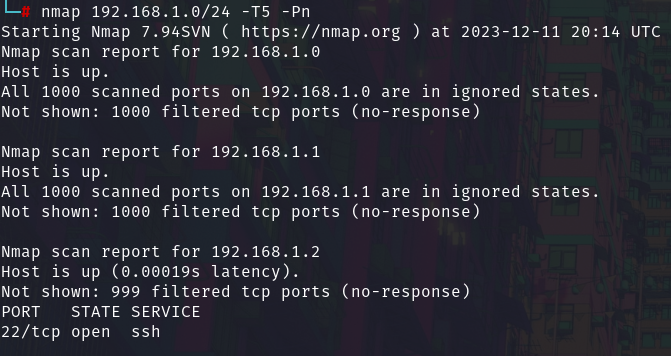 # nmap 192.168.1.0/24 -T5 -Pn
Starting Nmap 7.94SVN ( https://nmap.org ) at 2023-12-11 20:14 UTC
Nmap scan report for 192.168.1.0
Host is up.
All 1000 scanned ports on 192.168.1.0 are in ignored states.
Not shown: 1000 filtered tcp ports (no-response)

Nmap scan report for 192.168.1.1
Host is up.
All 1000 scanned ports on 192.168.1.1 are in ignored states.
Not shown: 1000 filtered tcp ports (no-response)

Nmap scan report for 192.168.1.2
Host is up (0.00019s latency).
Not shown: 999 filtered tcp ports (no-response)
PORT   STATE SERVICE
22/tcp open  ssh